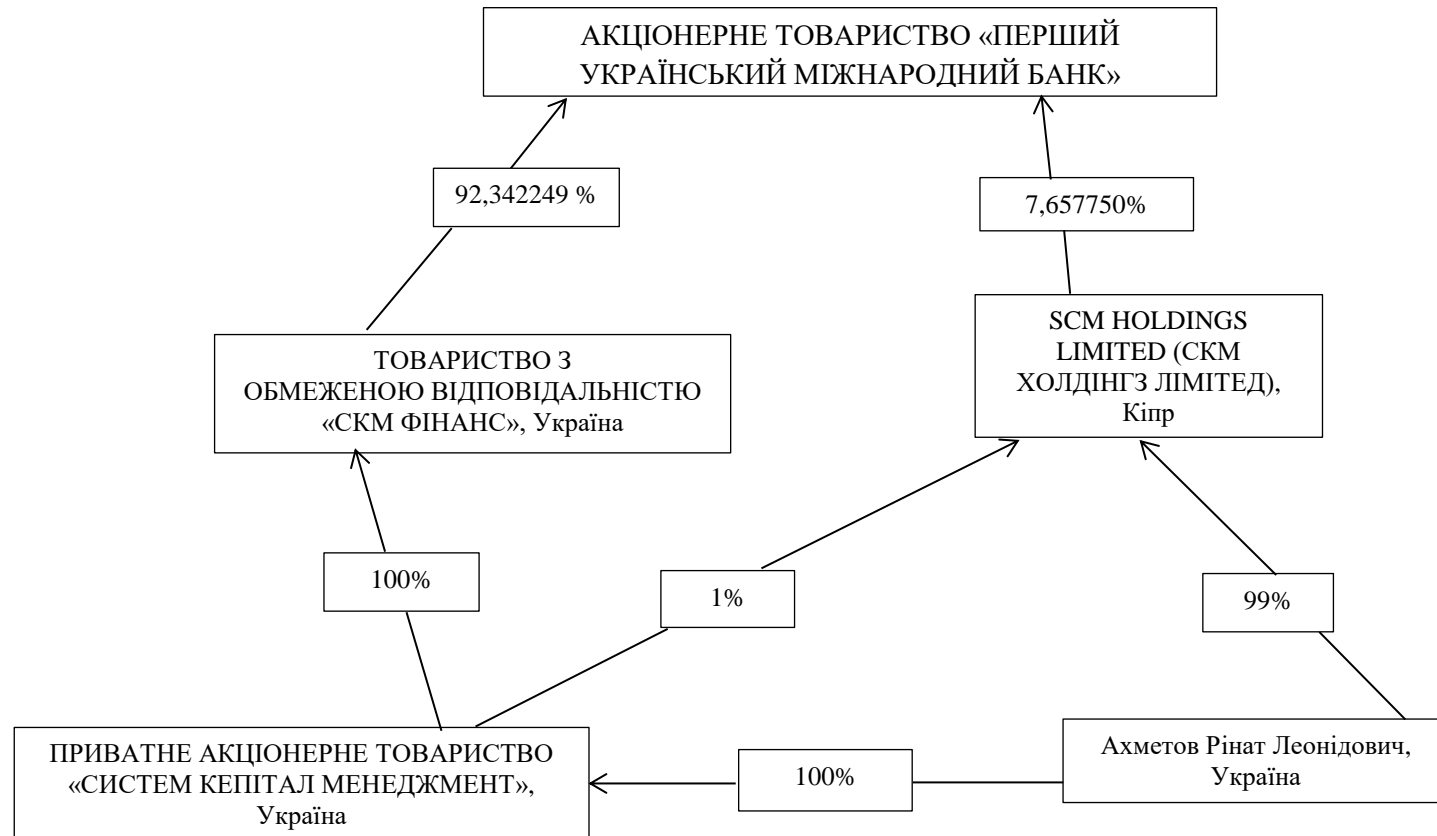 АКЦІОНЕРНЕ ТОВАРИСТВО «ПЕРШИЙ
УКРАЇНСЬКИЙ МІЖНАРОДНИЙ БАНК»
92,342249 %
7,657750%
ТОВАРИСТВО З
ОБМЕЖЕНОЮ ВІДПОВІДАЛЬНІСТЮ
«СКМ ФІНАНС», Україна
SCM HOLDINGS
LIMITED (СКМ
ХОЛДІНГЗ ЛІМІТЕД),
Кіпр
100%
1%
99%
ПРИВАТНЕ АКЦІОНЕРНЕ ТОВАРИСТВО
«СИСТЕМ КЕПІТАЛ МЕНЕДЖМЕНТ»,
Україна
100%
Ахметов Рінат Леонідович,
Україна